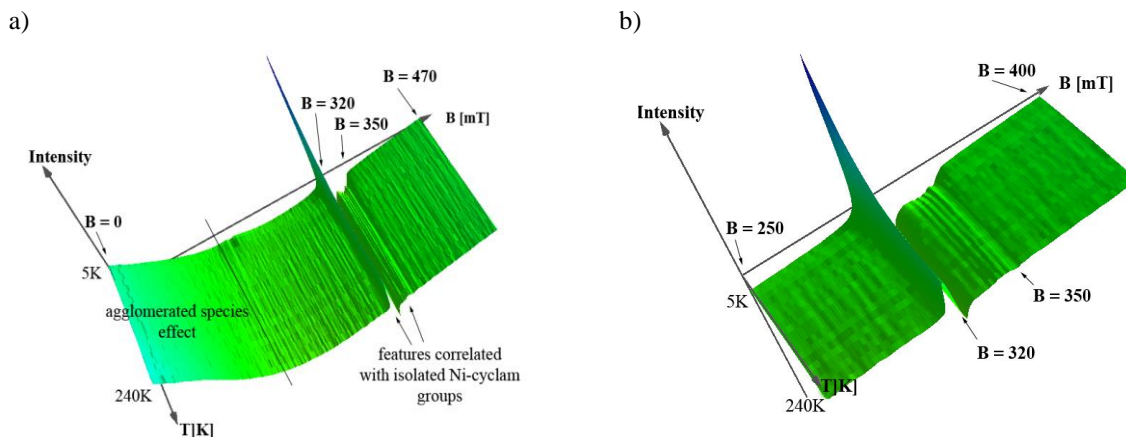 a)
B = 470
B = 320
B = 350
B [mT]
Intensity
B = 0
5K
agglomerated species
effect
features correlated
with isolated Ni-cyclam
groups
240K
T[K]
b)
B = 400
B [mT]
Intensity
B = 250
5K
B = 350
B = 320
T[K]
240K